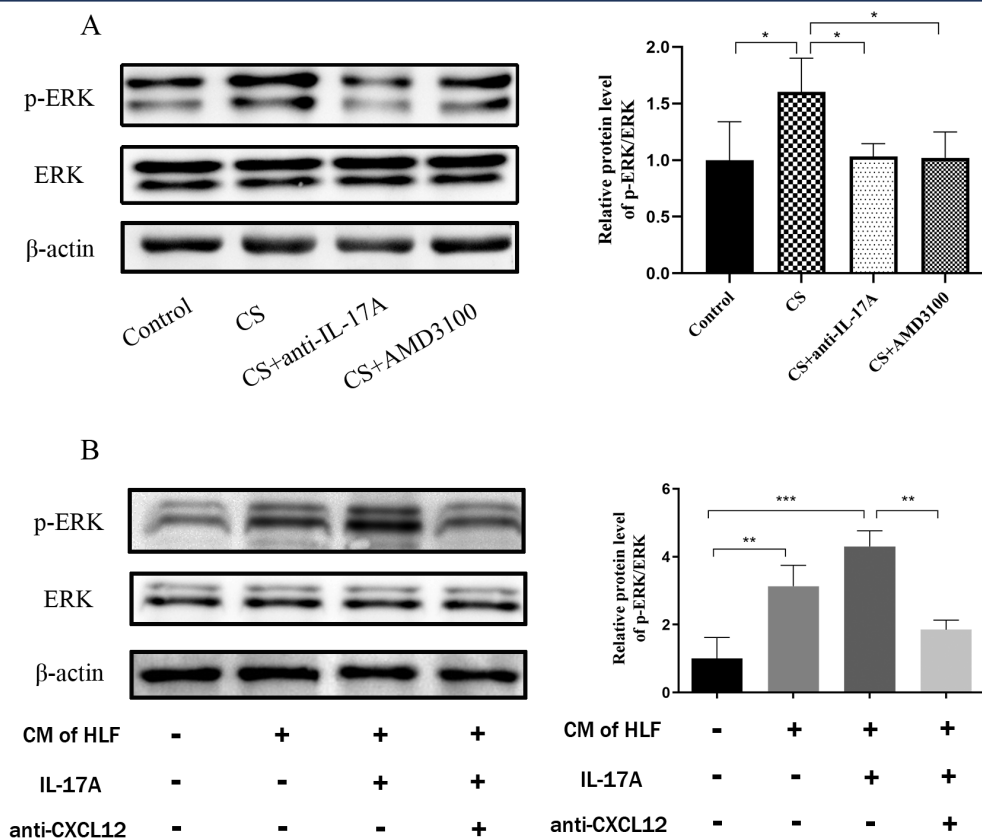 A
p-ERK
ERK
β-actin
Control
CS
CS+anti-IL-17A
CS+AMD3100
Relative protein level
of p-ERK/ERK
2.0
1.5
1.0
0.5
0.0
*
*
*
Control
CS
CS+anti-IL-17A
CS+AMD3100
B
p-ERK
ERK
β-actin
CM of HLF - + + +
IL-17A - - + +
anti-CXCL12 - - - +
Relative protein level
of p-ERK/ERK
6
4
2
0
***
**
**
CM of HLF - + + +
IL-17A - - + +
anti-CXCL12 - - - +